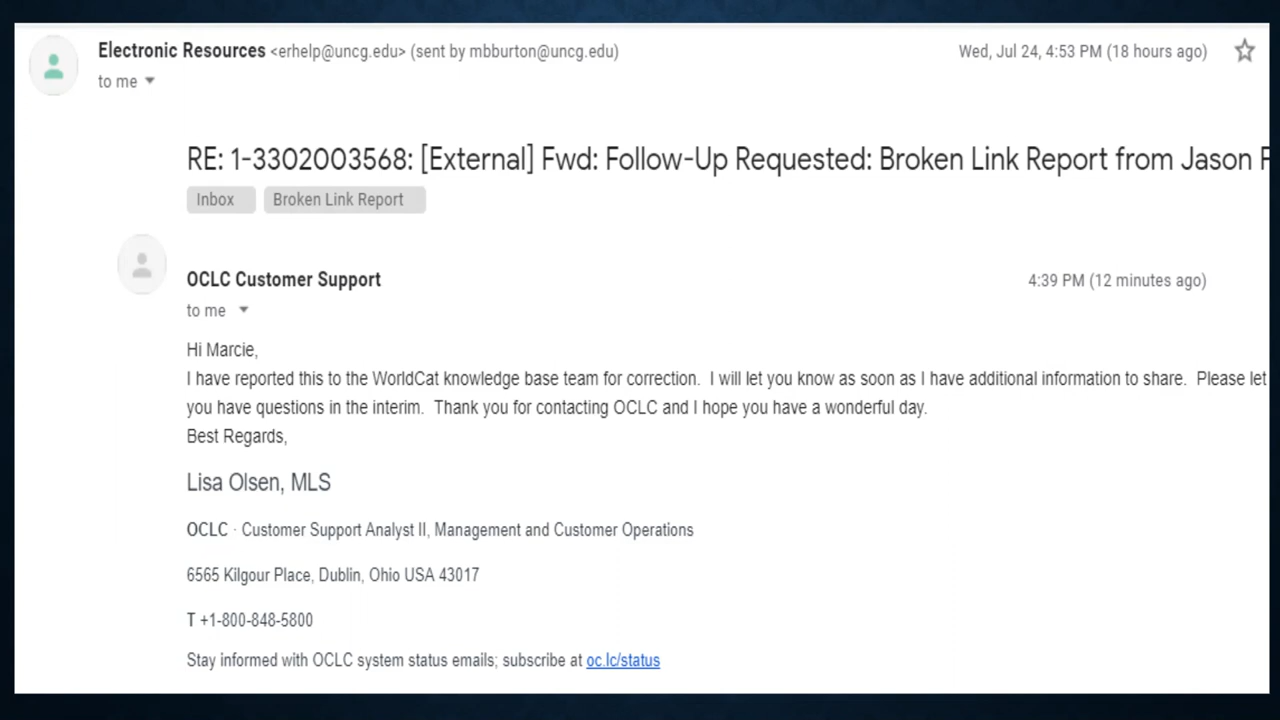 Electronic Resources <erhelp@uncg.edu> (sent by mbburton@uncg.edu)
Wed, Jul 24, 4:53 PM (18 hours ago)
to me
RE: 1-3302003568: [External] Fwd: Follow-Up Requested: Broken Link Report from Jason
Inbox
Broken Link Report
OCLC Customer Support
4:39 PM (12 minutes ago)
to me
Hi Marcie,
I have reported this to the WorldCat knowledge base team for correction.  I will let you know as soon as I have additional information to share.  Please let
you have questions in the interim.  Thank you for contacting OCLC and I hope you have a wonderful day.
Best Regards,
Lisa Olsen, MLS
OCLC · Customer Support Analyst II, Management and Customer Operations
6565 Kilgour Place, Dublin, Ohio USA 43017
T +1-800-848-5800
Stay informed with OCLC system status emails; subscribe at oc.lc/status